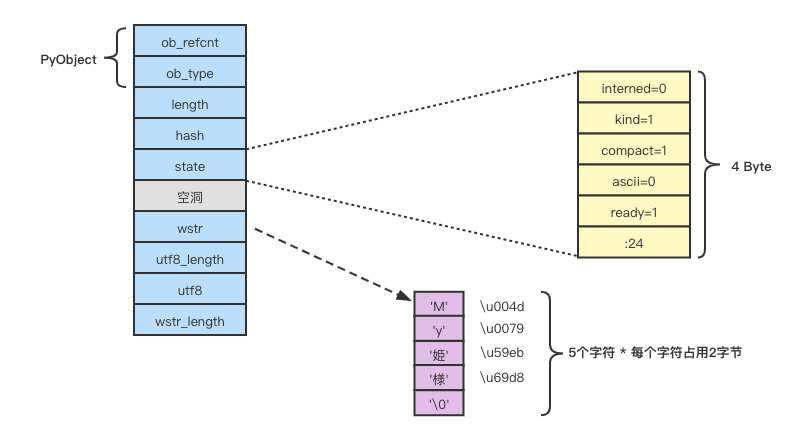 PyObject
ob_refcnt
ob_type
length
hash
state
空洞
wstr
utf8_length
utf8
wstr_length
interned=0
kind=1
compact=1
ascii=0
ready=1
:24
4 Byte
'M' \u004d
'y' \u0079
'姫' \u59eb
'様' \u69d8
'\0'
5个字符 * 每个字符占用2字节